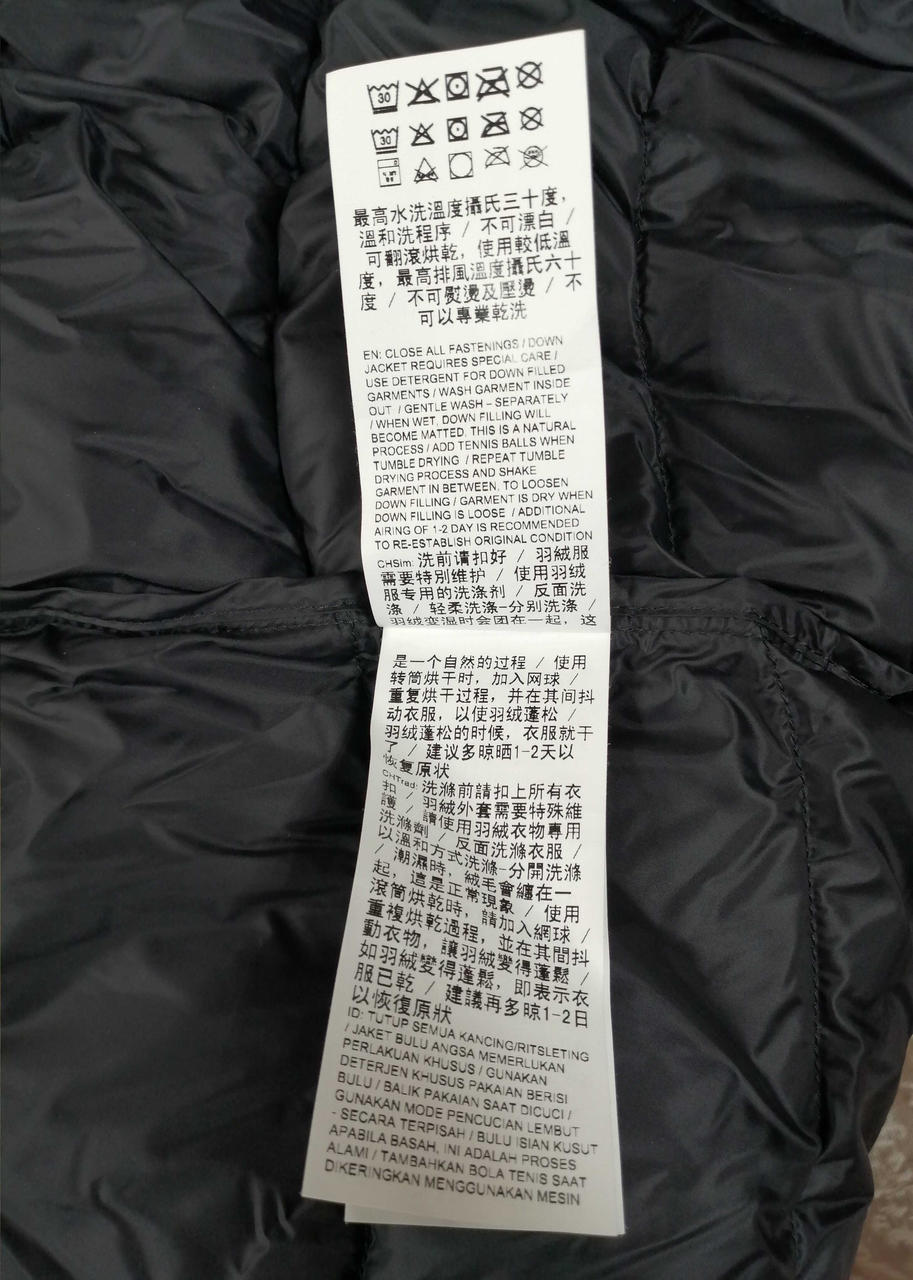 30
30
最高水洗溫度攝氏三十度，
溫和洗程序 / 不可漂白 /
可翻滾烘乾，使用較低溫
度，最高排風溫度攝氏六十
度 / 不可熨燙及壓燙 / 不
可以專業乾洗
EN: CLOSE ALL FASTENINGS / DOWN
JACKET REQUIRES SPECIAL CARE /
USE DETERGENT FOR DOWN FILLED
GARMENTS / WASH GARMENT INSIDE
OUT / GENTLE WASH – SEPARATELY
/ WHEN WET, DOWN FILLING WILL
BECOME MATTED, THIS IS A NATURAL
PROCESS / ADD TENNIS BALLS WHEN
TUMBLE DRYING / REPEAT TUMBLE
DRYING PROCESS AND SHAKE
GARMENT IN BETWEEN, TO LOOSEN
DOWN FILLING / GARMENT IS DRY WHEN
DOWN FILLING IS LOOSE / ADDITIONAL
AIRING OF 1-2 DAY IS RECOMMENDED
TO RE-ESTABLISH ORIGINAL CONDITION
CHSim: 洗前请扣好 / 羽絨服
需要特別维护 / 使用羽绒
服专用的洗涤剂 / 反面洗
涤 / 轻柔洗涤-分别洗涤 /
羽绒变湿时会团在一起，这
是一个自然的过程 / 使用
转筒烘干时，加入网球 /
重复烘干过程，并在其间抖
动衣服，以使羽绒蓬松 /
羽绒蓬松的时候，衣服就干
了 / 建议多晾晒1-2天以
恢复原状
CHTrad: 洗滌前請扣上所有衣
扣 / 羽絨外套需要特殊維
護 / 請使用羽絨衣物專用
洗滌劑 / 反面洗滌衣服 /
以溫和方式洗滌-分開洗滌
/ 潮濕時，絨毛會纏在一
起，這是正常現象 / 使用
滾筒烘乾時，請加入網球 /
重複烘乾過程，並在其間抖
動衣物，讓羽絨變得蓬鬆 /
如羽絨變得蓬鬆，即表示衣
服已乾 / 建議再多晾1-2日
以恢復原狀
ID: TUTUP SEMUA KANCING/RITSLETING
/ JAKET BULU ANGSA MEMERLUKAN
PERLAKUAN KHUSUS / GUNAKAN
DETERJEN KHUSUS PAKAIAN BERISI
BULU / BALIK PAKAIAN SAAT DICUCI /
GUNAKAN MODE PENCUCIAN LEMBUT
- SECARA TERPISAH / BULU ISIAN KUSUT
APABILA BASAH, INI ADALAH PROSES
ALAMI / TAMBAHKAN BOLA TENIS SAAT
DIKERINGKAN MENGGUNAKAN MESIN